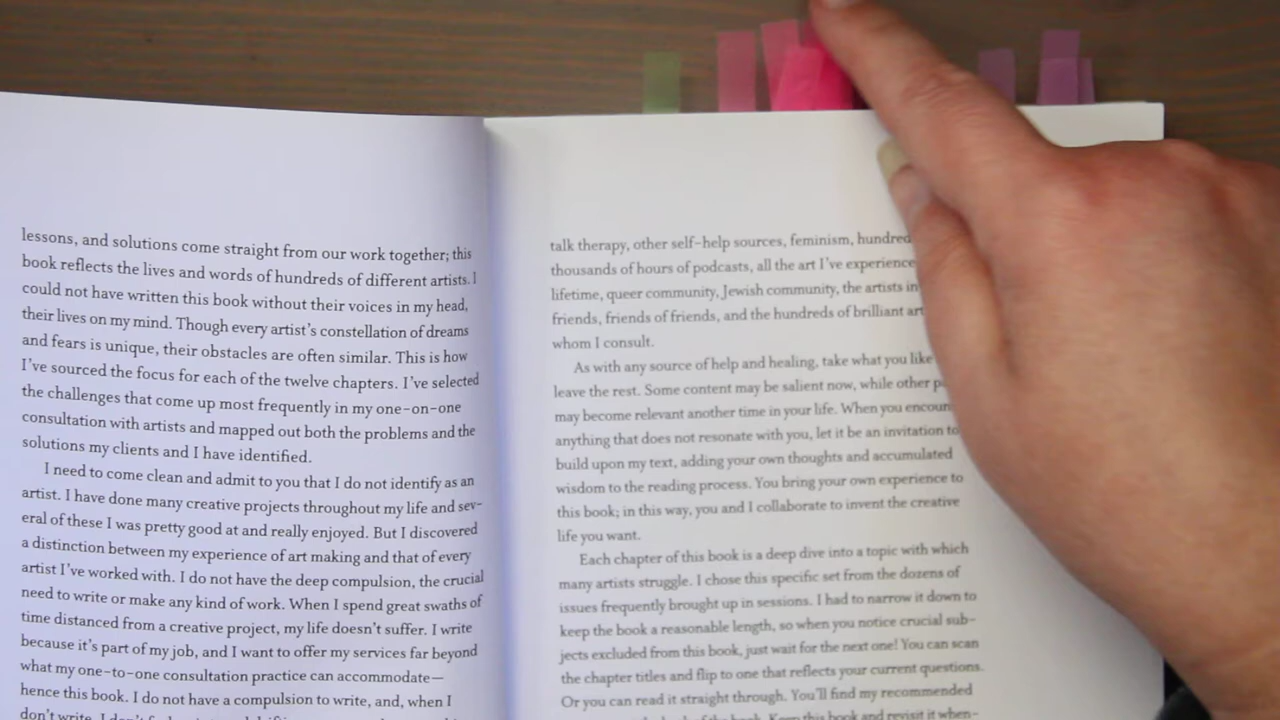 lessons, and solutions come straight from our work together; this
book reflects the lives and words of hundreds of different artists. I
could not have written this book without their voices in my head,
their lives on my mind. Though every artist's constellation of dreams
and fears is unique, their obstacles are often similar. This is how
I've sourced the focus for each of the twelve chapters. I've selected
the challenges that come up most frequently in my one-on-one
consultation with artists and mapped out both the problems and the
solutions my clients and I have identified.
I need to come clean and admit to you that I do not identify as an
artist. I have done many creative projects throughout my life and sev-
eral of these I was pretty good at and really enjoyed. But I discovered
a distinction between my experience of art making and that of every
artist I've worked with. I do not have the deep compulsion, the crucial
need to write or make any kind of work. When I spend great swaths of
time distanced from a creative project, my life doesn't suffer. I write
because it's part of my job, and I want to offer my services far beyond
what my one-to-one consultation practice can accommodate—
hence this book. I do not have a compulsion to write, and, when I
don't write, I don't
talk therapy, other self-help sources, feminism,
thousands of hours of podcasts, all the art I've
lifetime, queer community, Jewish community, the artists in
friends, friends of friends, and the hundreds of brilliant
whom I consult.
As with any source of help and healing, take what you like
leave the rest. Some content may be salient now, while other
may become relevant another time in your life. When you
anything that does not resonate with you, let it be an invitation to
build upon my text, adding your own thoughts and accumulated
wisdom to the reading process. You bring your own experience to
this book; in this way, you and I collaborate to invent the creative
life you want.
Each chapter of this book is a deep dive into a topic with which
many artists struggle. I chose this specific set from the dozens of
issues frequently brought up in sessions. I had to narrow it down to
keep the book a reasonable length, so when you notice crucial sub-
jects excluded from this book, just wait for the next one! You can scan
the chapter titles and flip to one that reflects your current questions.
Or you can read it straight through. You'll find my recommended
of the book. Keep this book and revisit it when-